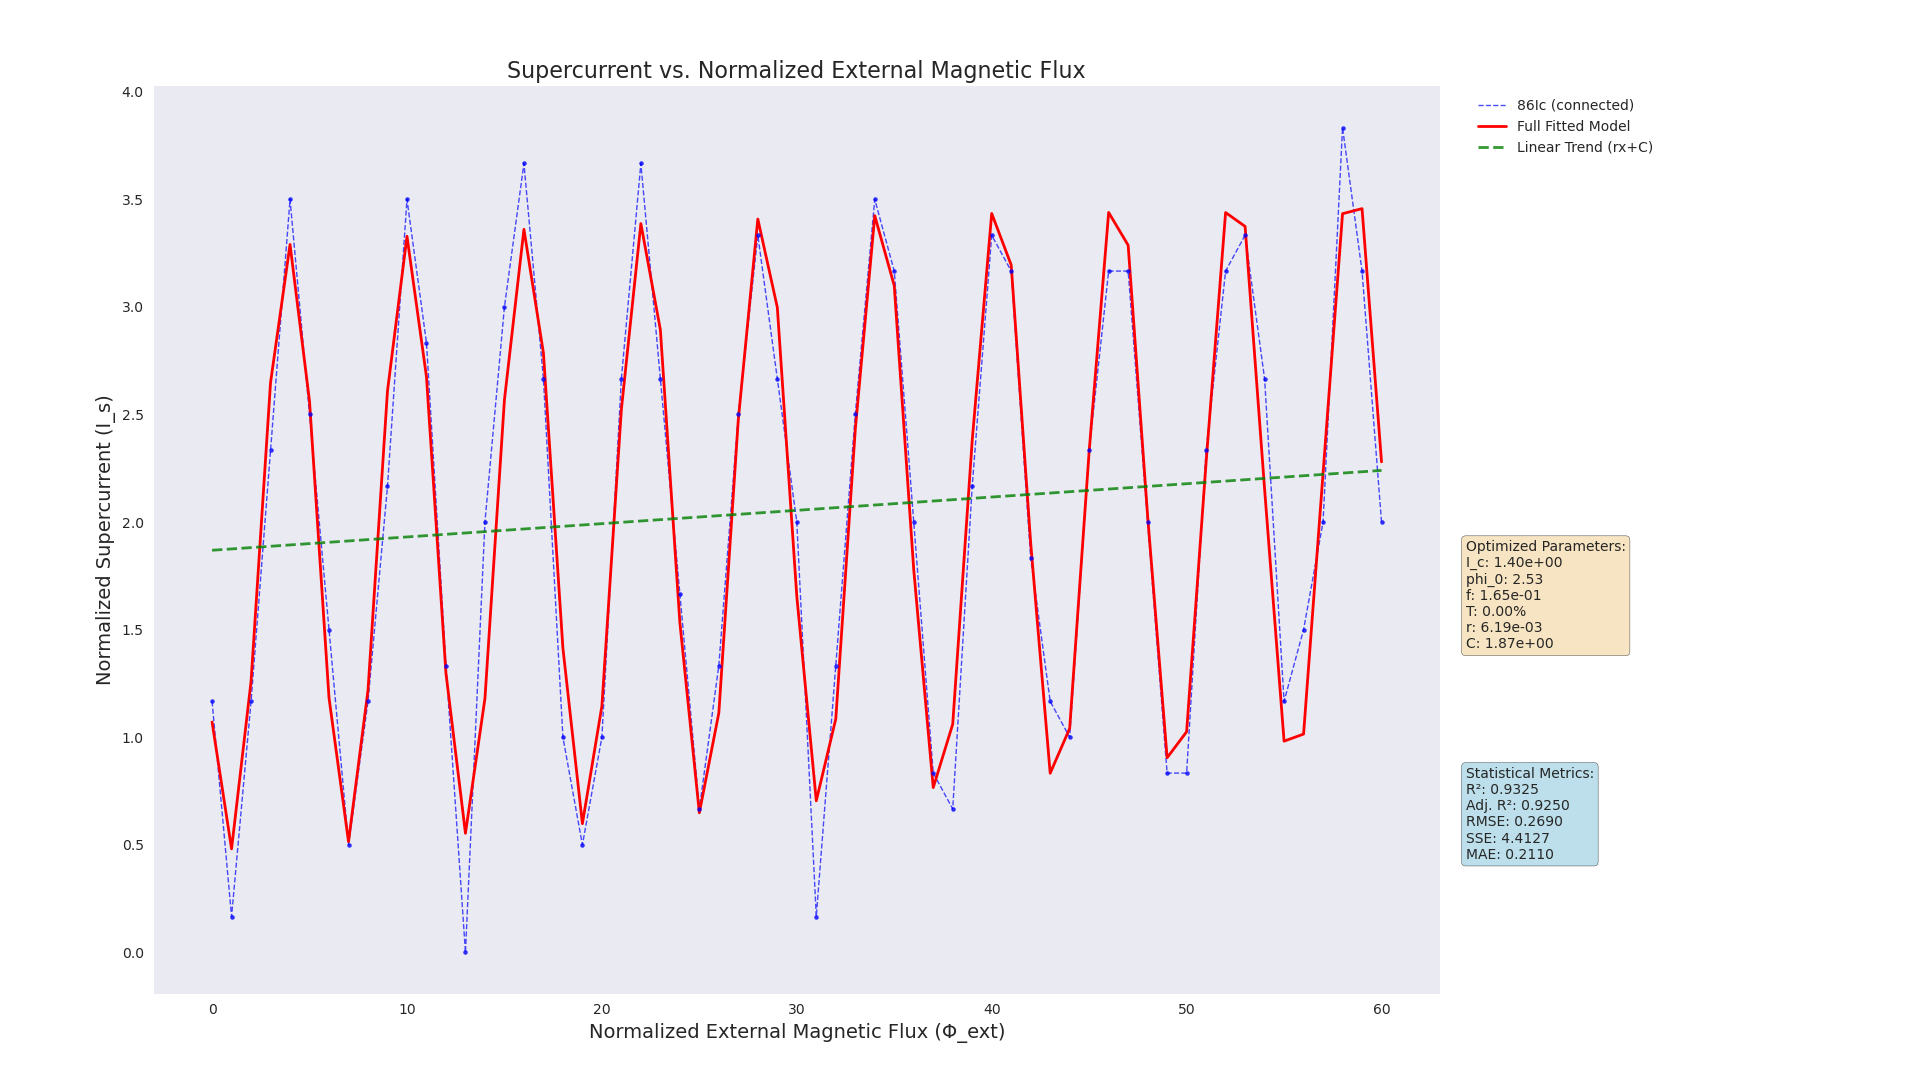 Supercurrent vs. Normalized External Magnetic Flux
4.0
3.5
3.0
2.5
2.0
1.5
1.0
0.5
0.0
Normalized Supercurrent (I_s)
0 10 20 30 40 50 60
Normalized External Magnetic Flux (Φ_ext)
86Ic (connected)
Full Fitted Model
Linear Trend (rx+C)
Optimized Parameters:
I_c: 1.40e+00
phi_0: 2.53
f: 1.65e-01
T: 0.00%
r: 6.19e-03
C: 1.87e+00
Statistical Metrics:
R²: 0.9325
Adj. R²: 0.9250
RMSE: 0.2690
SSE: 4.4127
MAE: 0.2110